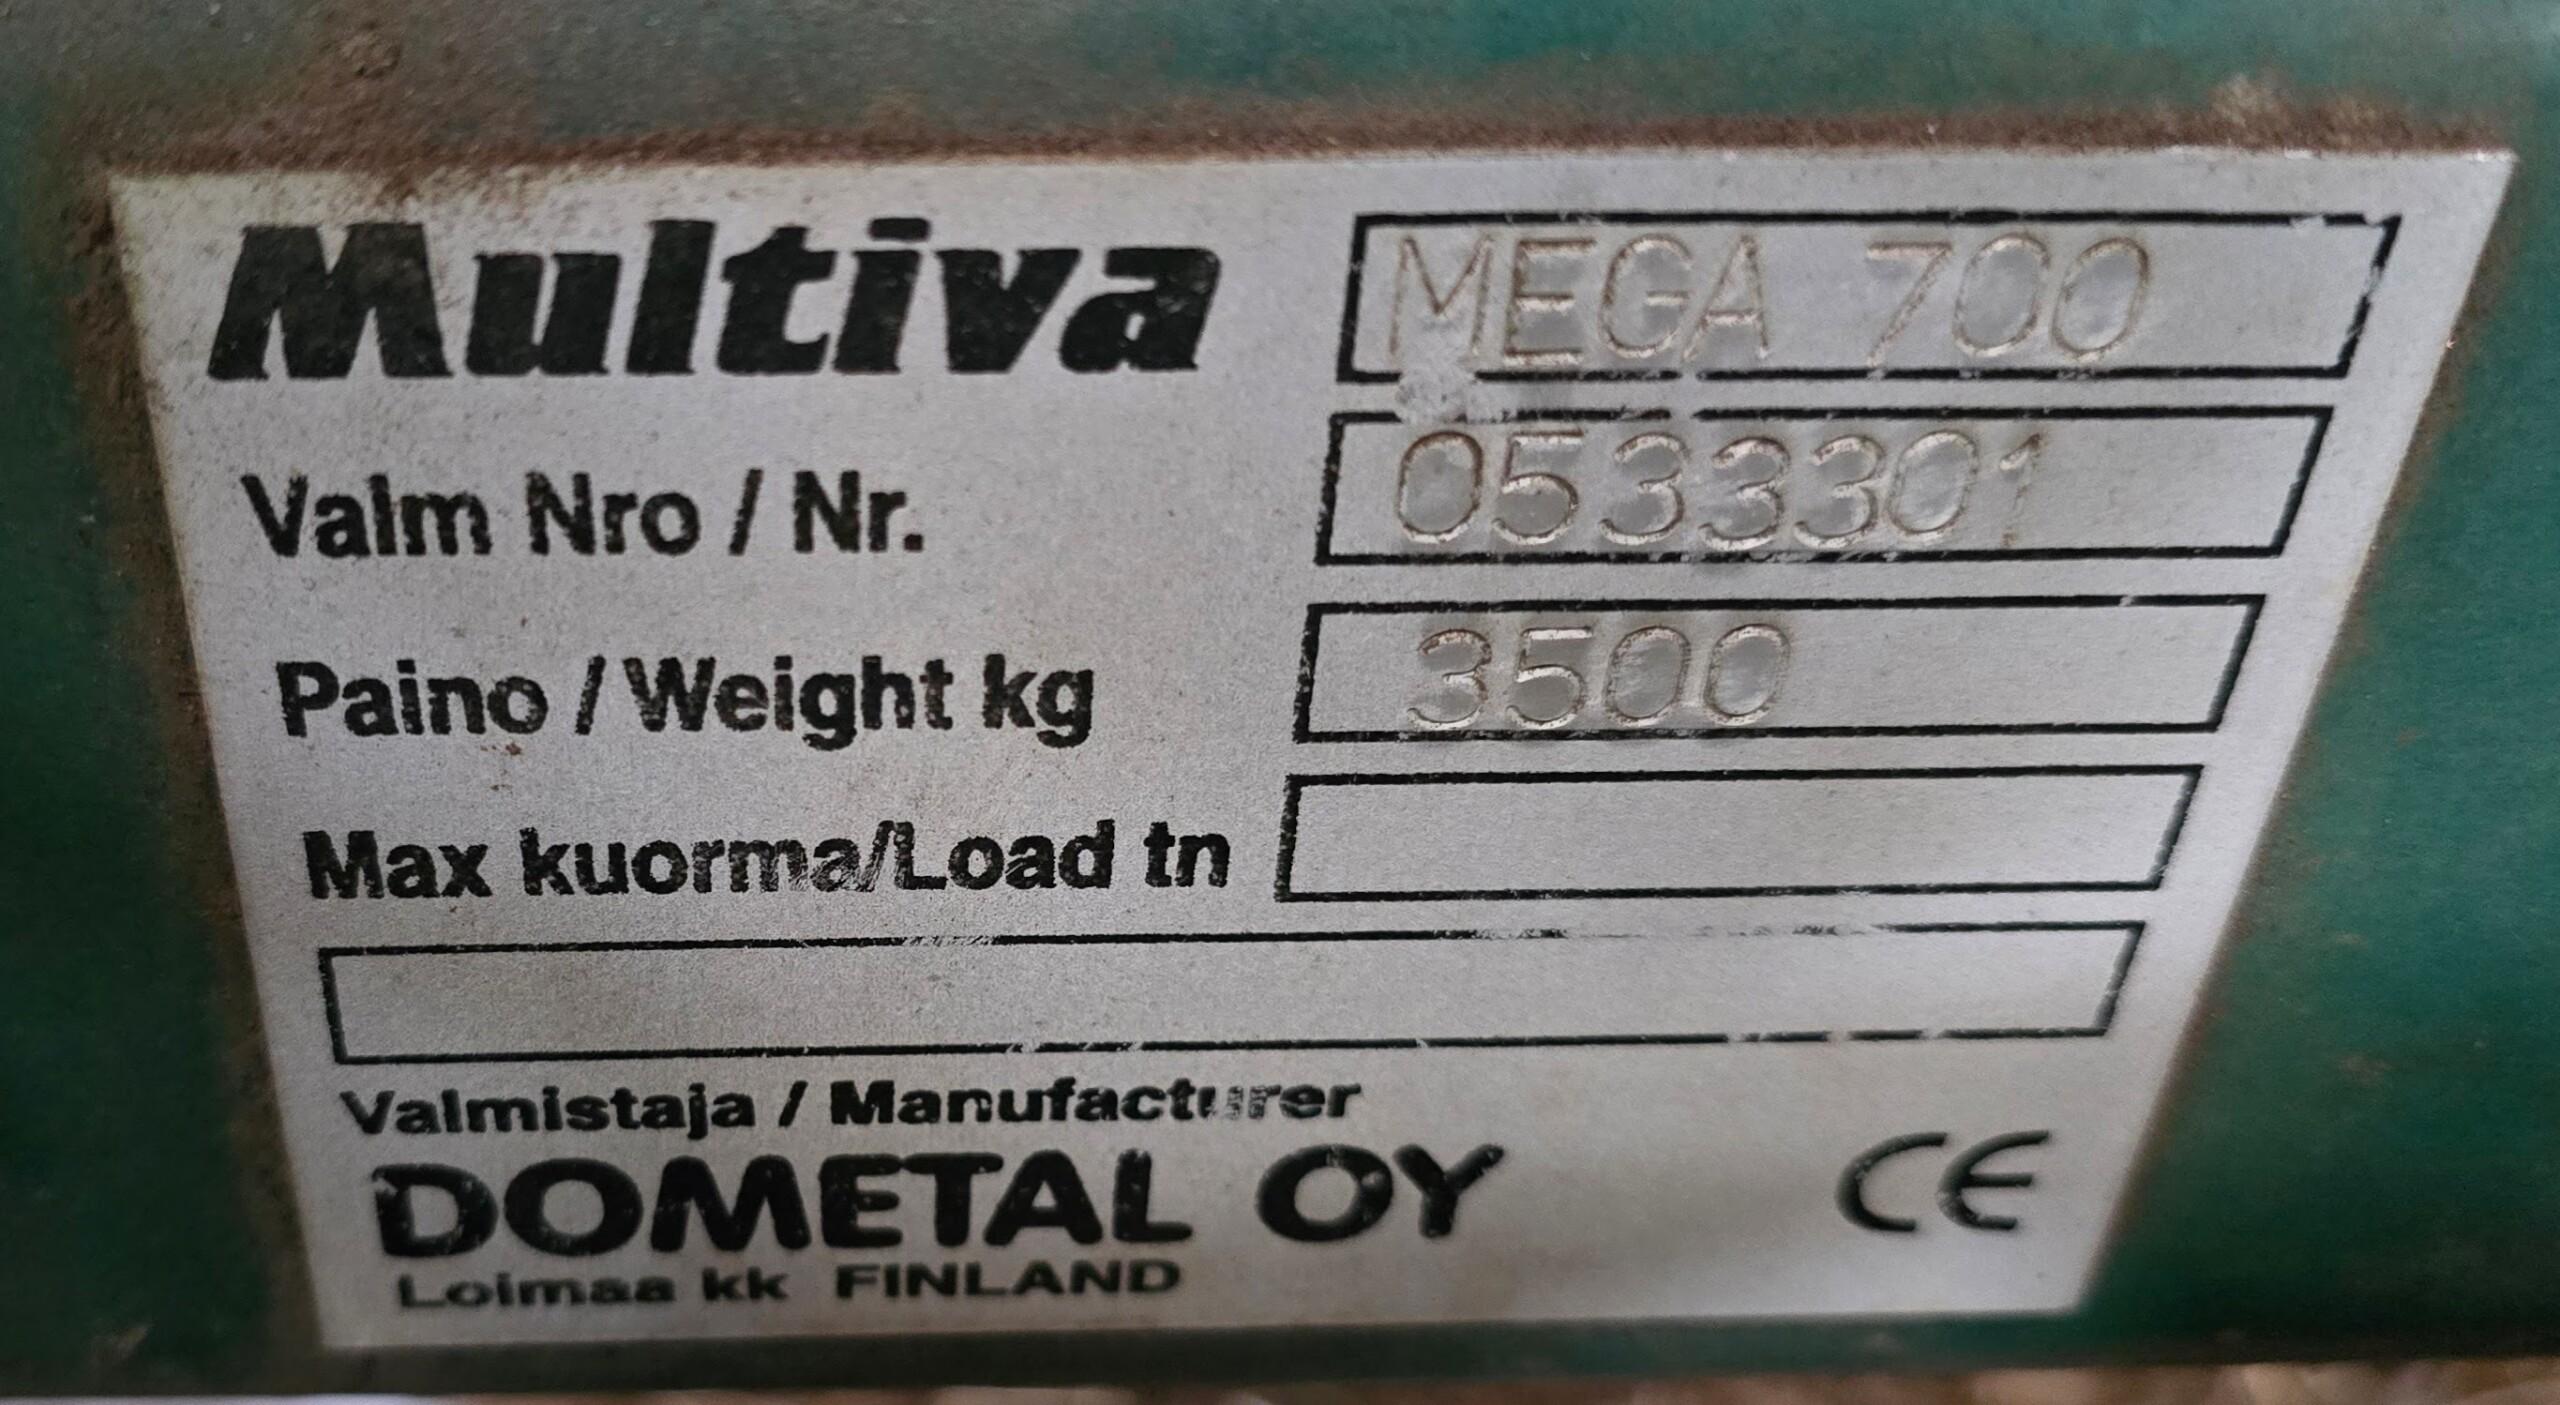 Multiva MEGA 700
Valm Nro / Nr. 0533301
Paino / Weight kg 3500
Max kuorma/Load tn
Valmistaja / Manufacturer
DOMETAL OY CE
Loimaa kk FINLAND